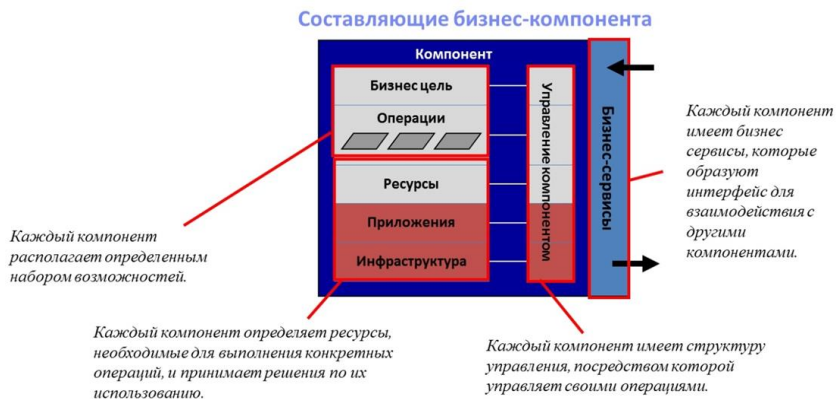 Составляющие бизнес-компонента
Компонент
Бизнес цель
Операции
Ресурсы
Приложения
Инфраструктура
Управление компонентом
Бизнес-сервисы
Каждый компонент
имеет бизнес
сервисы, которые
образуют
интерфейс для
взаимодействия с
другими
компонентами.
Каждый компонент
располагает определенным
набором возможностей.
Каждый компонент определяет ресурсы,
необходимые для выполнения конкретных
операций, и принимает решения по их
использованию.
Каждый компонент имеет структуру
управления, посредством которой
управляет своими операциями.